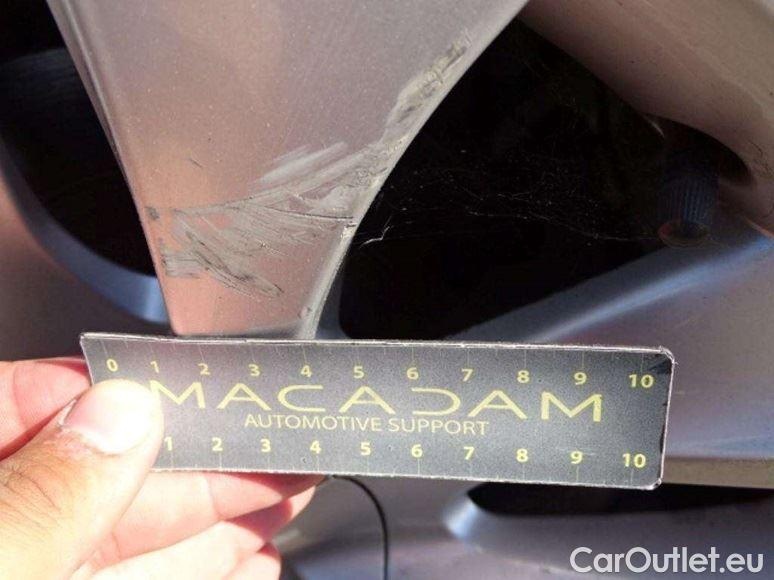 0 1 2 3 4 5 6 7 8 9 10
MACADAM
AUTOMOTIVE SUPPORT
1 2 3 4 5 6 7 8 9 10
CarOutlet.eu